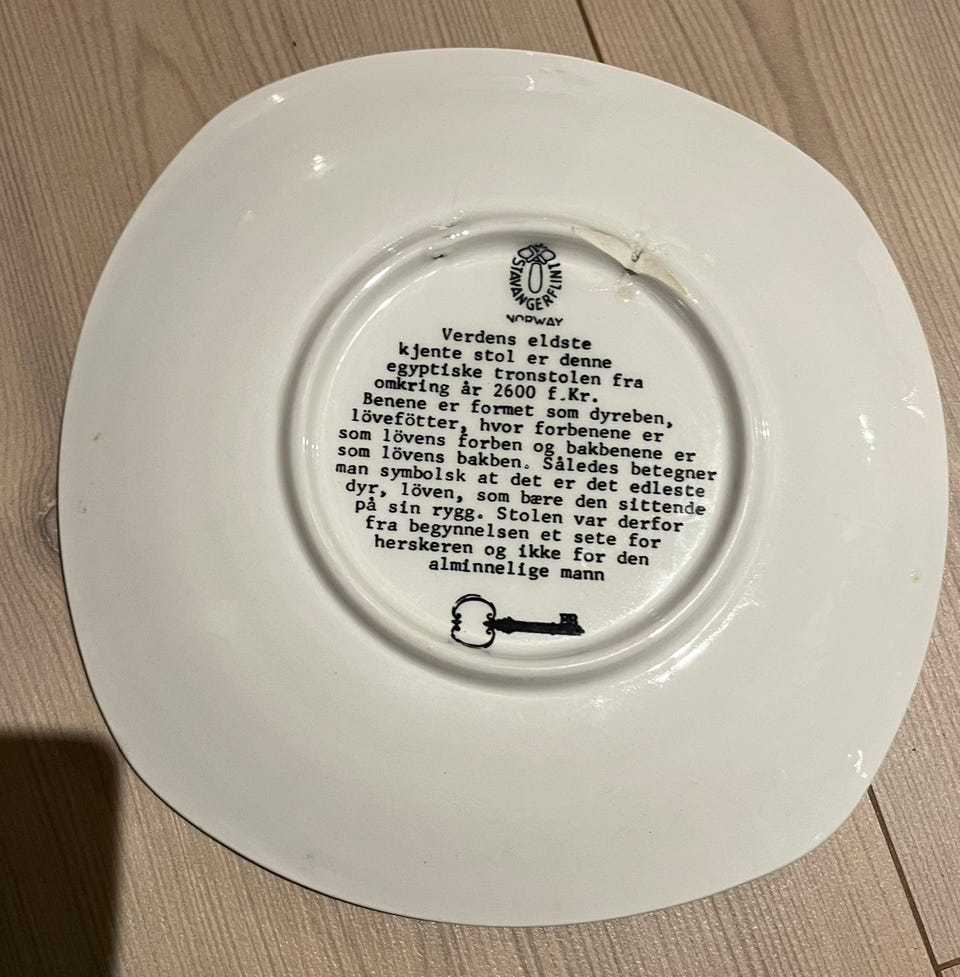 STAVANGERFLINT
NORWAY
Verdens eldste
kjente stol er denne
egyptiske tronstolen fra
omkring år 2600 f.Kr.
Benene er formet som dyreben,
lövefötter, hvor forbenene er
som lövens forben og bakbenene er
som lövens bakben. Således betegner
man symbolsk at det er det edleste
dyr, löven, som bære den sittende
på sin rygg. Stolen var derfor
fra begynnelsen et sete for
herskeren og ikke for den
alminnelige mann